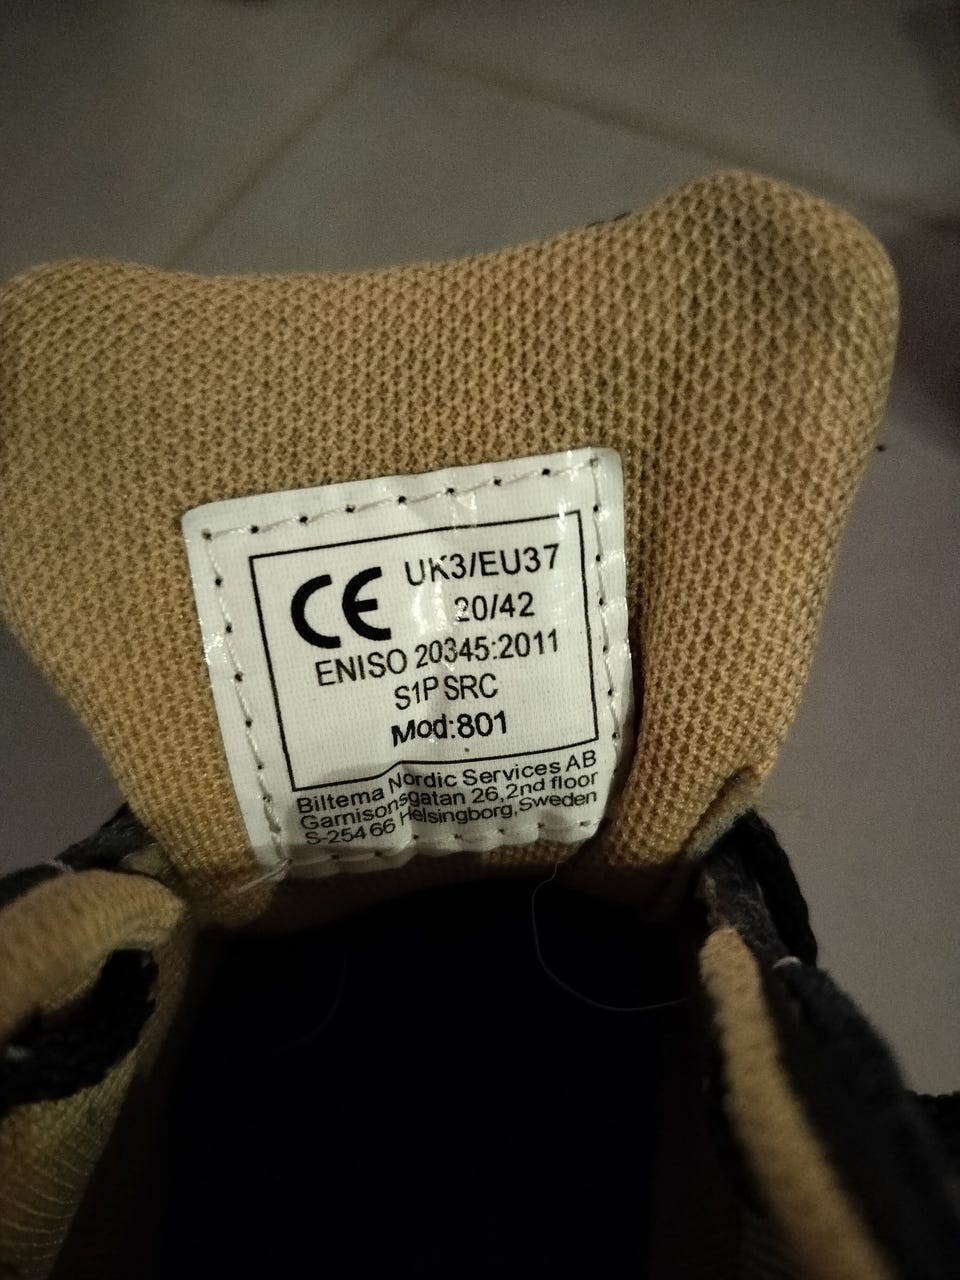 CE UK3/EU37
20/42
ENISO 20345:2011
S1P SRC
Mod:801
Biltema Nordic Services AB
Garnisonsgatan 26,2nd floor
S-254 66 Helsingborg,Sweden